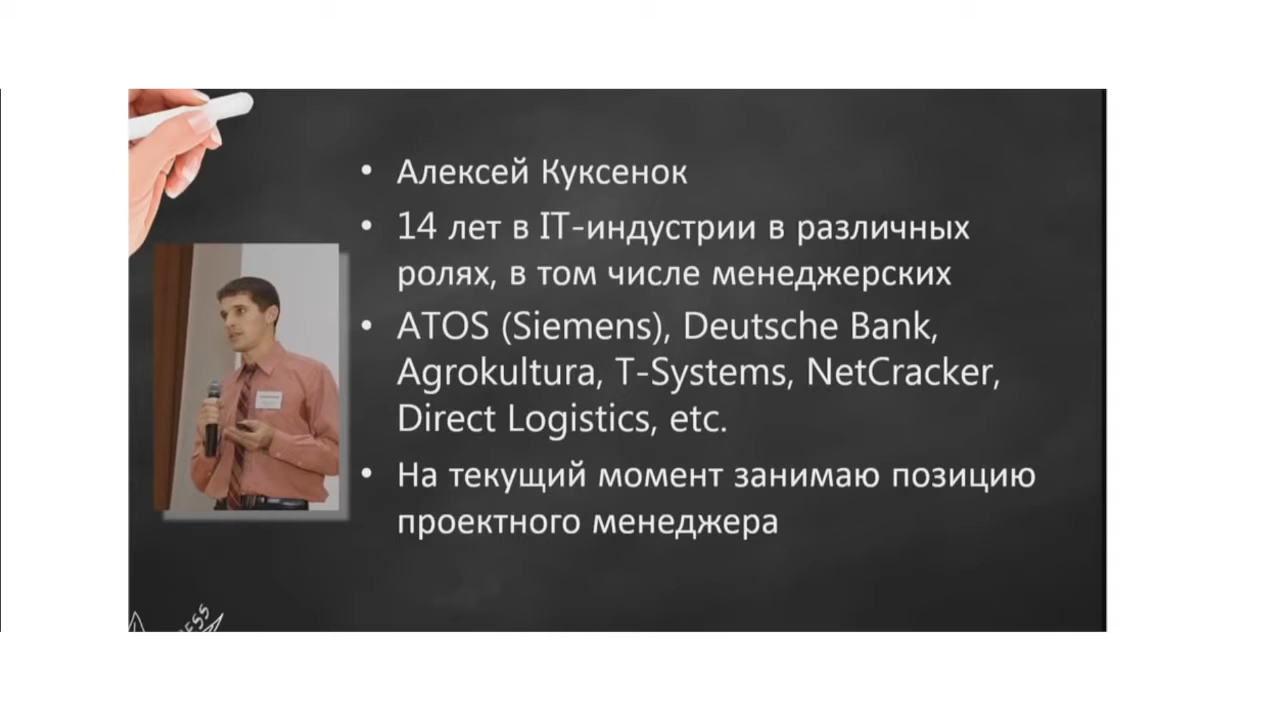 • Алексей Куксенок
• 14 лет в IT-индустрии в различных
ролях, в том числе менеджерских
• ATOS (Siemens), Deutsche Bank,
Agrokultura, T-Systems, NetCracker,
Direct Logistics, etc.
• На текущий момент занимаю позицию
проектного менеджера